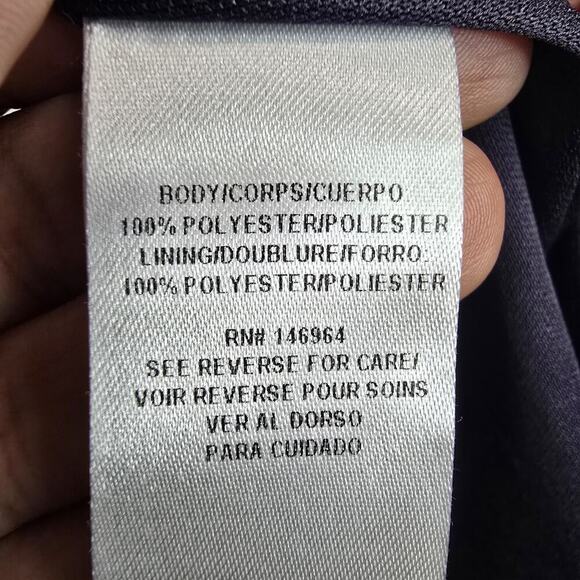 BODY/CORPS/CUERPO:
100% POLYESTER/POLIESTER
LINING/DOUBLURE/FORRO:
100% POLYESTER/POLIESTER
RN# 146964
SEE REVERSE FOR CARE/
VOIR REVERSE POUR SOINS
VER AL DORSO
PARA CUIDADO